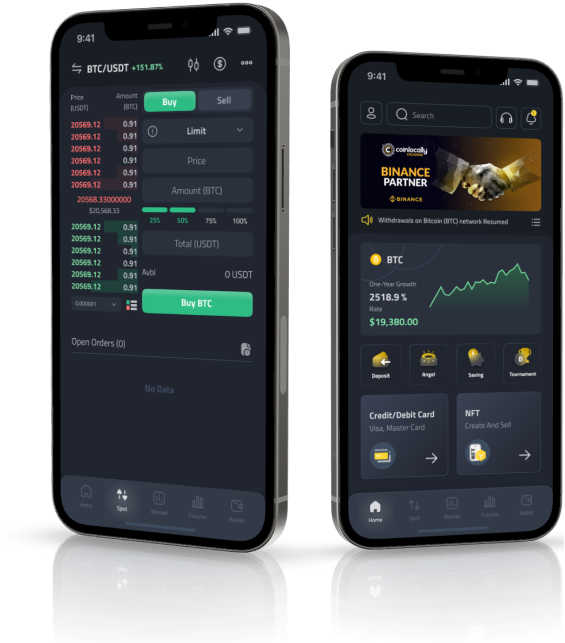 9:41
BTC/USDT +151.87%
Price (USDT) Amount (BTC)
Buy Sell
20569.12 0.91
20569.12 0.91
20569.12 0.91
20569.12 0.91
20569.12 0.91
20569.12 0.91
20568.33000000
$20,568.33
20569.12 0.91
20569.12 0.91
20569.12 0.91
20569.12 0.91
20569.12 0.91
20569.12 0.91
0.000001
Limit
Price
Amount (BTC)
25% 50% 75% 100%
Total (USDT)
Avbl 0 USDT
Buy BTC
Open Orders (0)
No Data
Home Spot Market Futures Wallet
9:41
Search
coinlocally
BINANCE
PARTNER
BINANCE
Withdrawals on Bitcoin (BTC) network Resumed
BTC
One-Year Growth
2518.9 %
Rate
$19,380.00
Deposit Angel Saving Tournament
Credit/Debit Card
Visa, Master Card
NFT
Create And Sell
Home Spot Market Futures Wallet